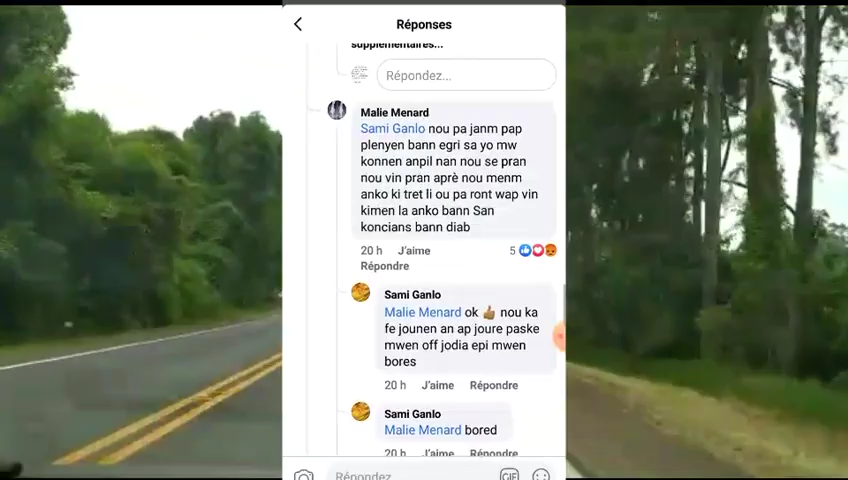 Réponses
supplémentaires...
Répondez...
Malie Menard
Sami Ganlo nou pa janm pap
plenyen bann egri sa yo mw
konnen anpil nan nou se pran
nou vin pran aprè nou menm
anko ki tret li ou pa ront wap vin
kimen la anko bann San
koncians bann diab
20 h J'aime 5
Répondre
Sami Ganlo
Malie Menard ok 👍🏽 nou ka
fe jounen an ap joure paske
mwen off jodia epi mwen
bores
20 h J'aime Répondre
Sami Ganlo
Malie Menard bored
20 h J'aime Répondre
Répondez
GIF